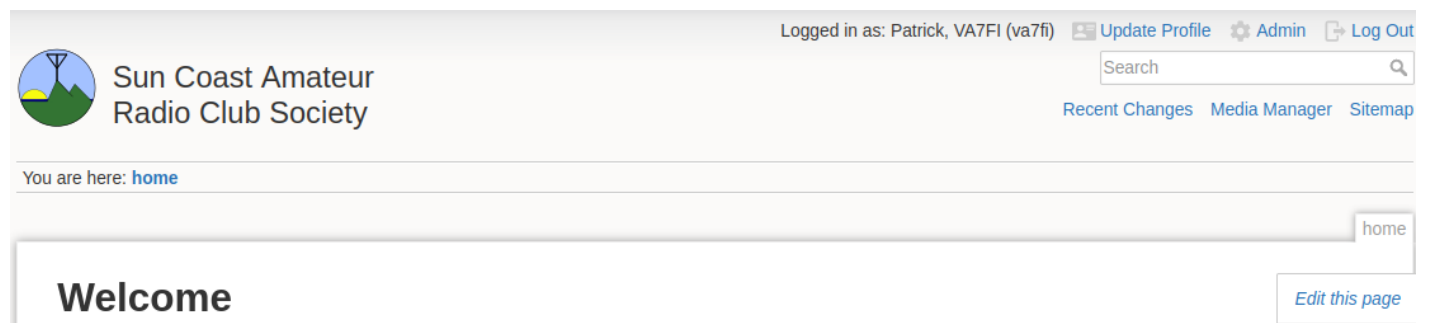 Logged in as: Patrick, VA7FI (va7fi) Update Profile Admin Log Out
Sun Coast Amateur
Radio Club Society
Search
Recent Changes Media Manager Sitemap
You are here: home
home
Welcome
Edit this page